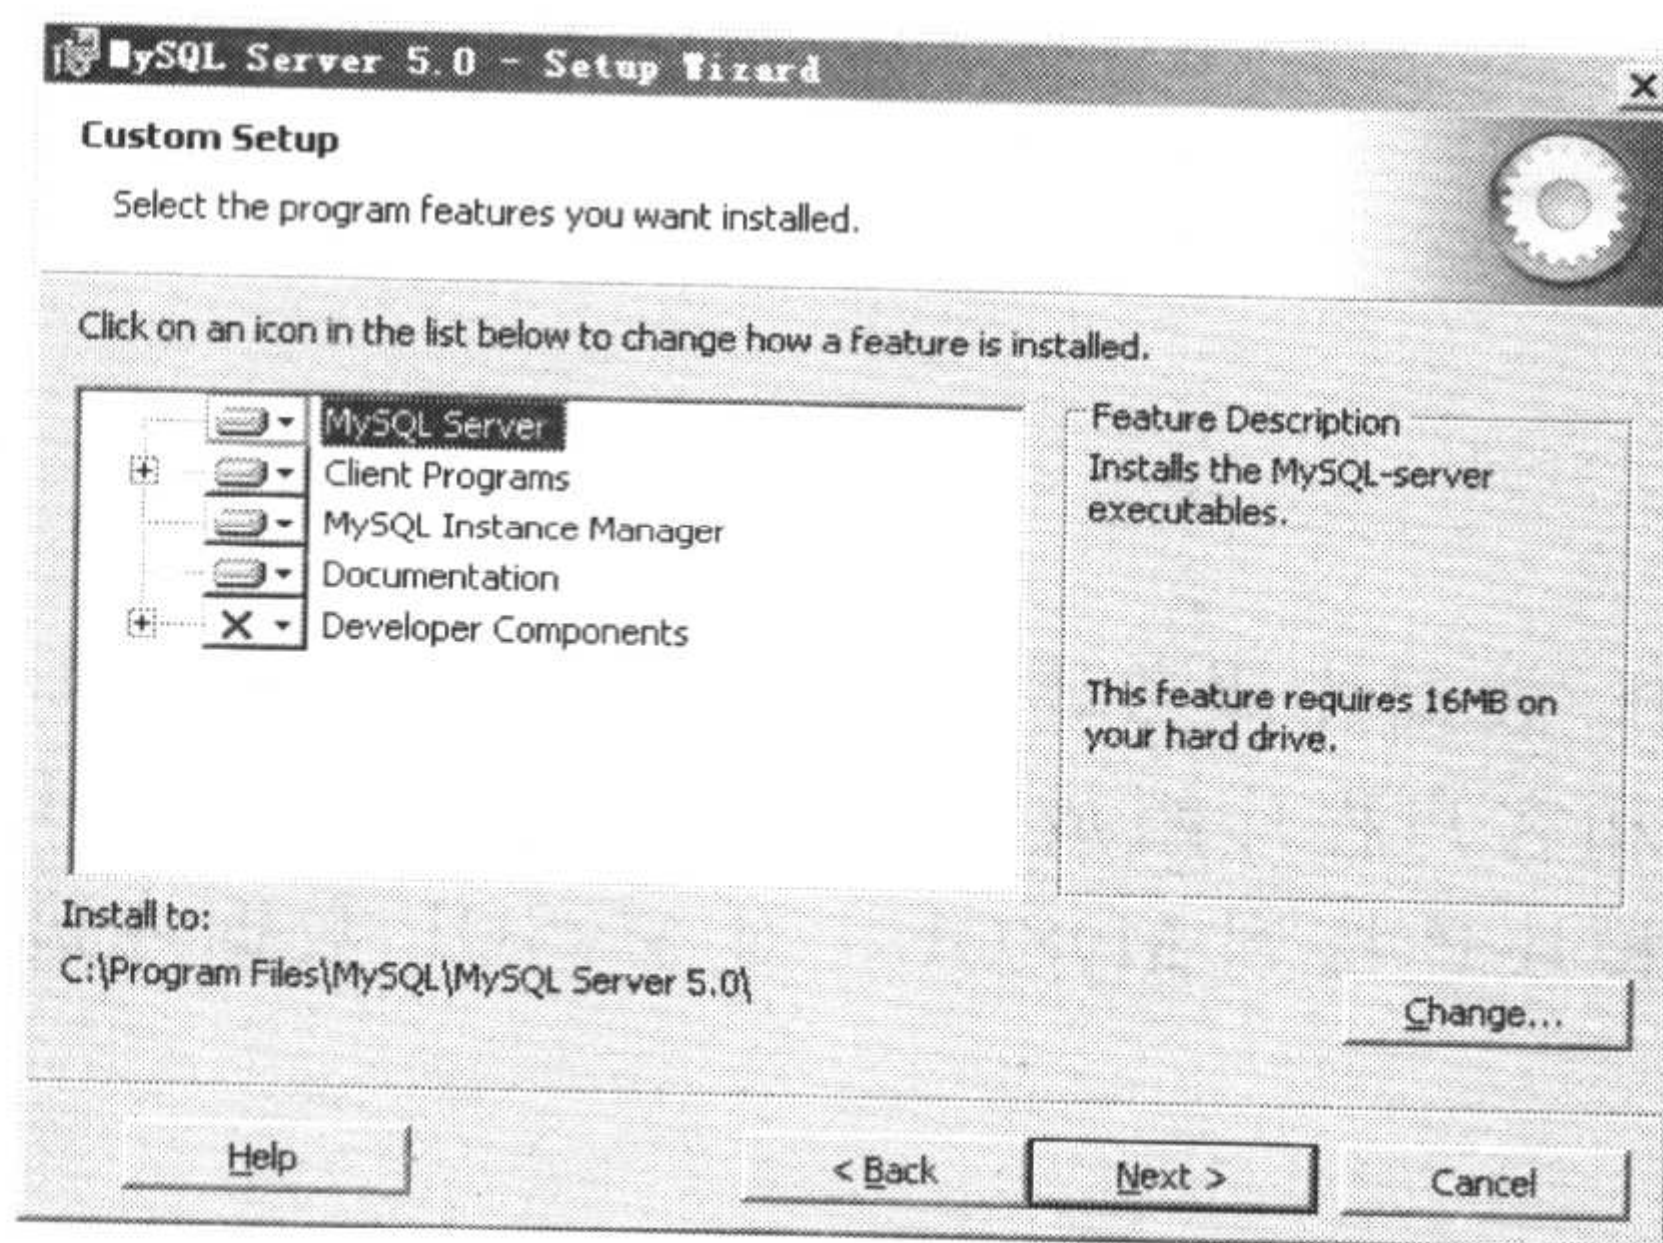 MySQL Server 5.0 - Setup Wizard
Custom Setup
Select the program features you want installed.
Click on an icon in the list below to change how a feature is installed.
MySQL Server
Client Programs
MySQL Instance Manager
Documentation
Developer Components
Feature Description
Installs the MySQL-server
executables.
This feature requires 16MB on
your hard drive.
Install to:
C:\Program Files\MySQL\MySQL Server 5.0\
Change...
Help
< Back
Next >
Cancel